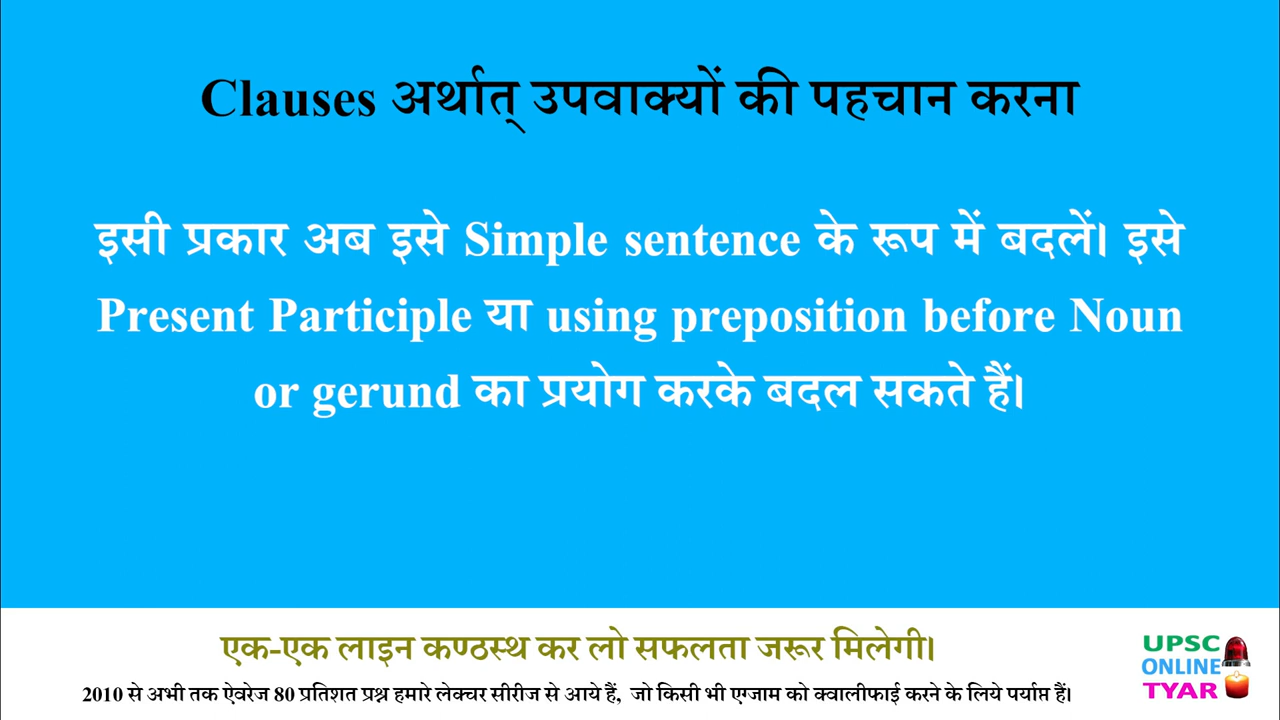 Clauses अर्थात् उपवाक्यों की पहचान करना
इसी प्रकार अब इसे Simple sentence के रूप में बदलें। इसे
Present Participle या using preposition before Noun
or gerund का प्रयोग करके बदल सकते हैं।
एक-एक लाइन कण्ठस्थ कर लो सफलता जरूर मिलेगी।
2010 से अभी तक ऐवरेज 80 प्रतिशत प्रश्न हमारे लेक्चर सीरीज से आये हैं, जो किसी भी एग्जाम को क्वालीफाई करने के लिये पर्याप्त हैं।
UPSC
ONLINE
TYAR